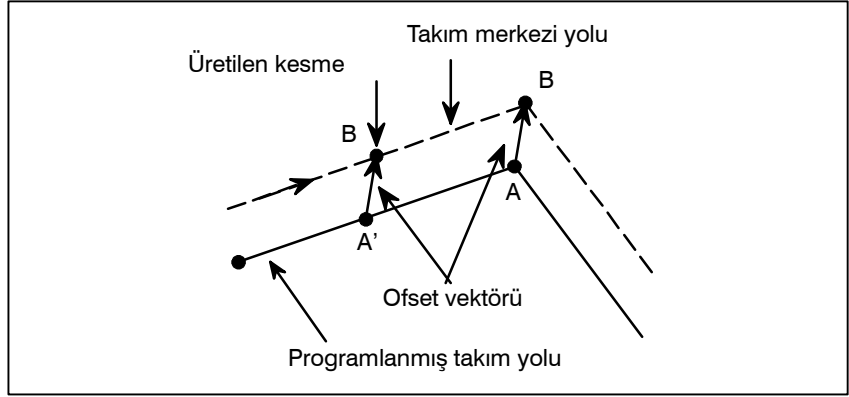 Takım merkezi yolu
Üretilen kesme
B
B
A
A’
Ofset vektörü
Programlanmış takım yolu